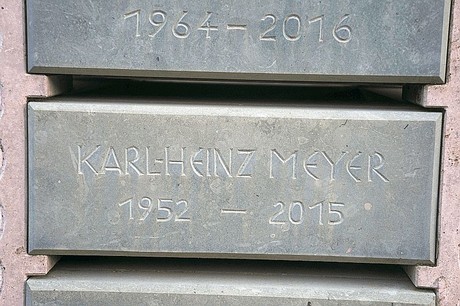 1964 – 2016
KARL-HEINZ MEYER
1952 – 2015